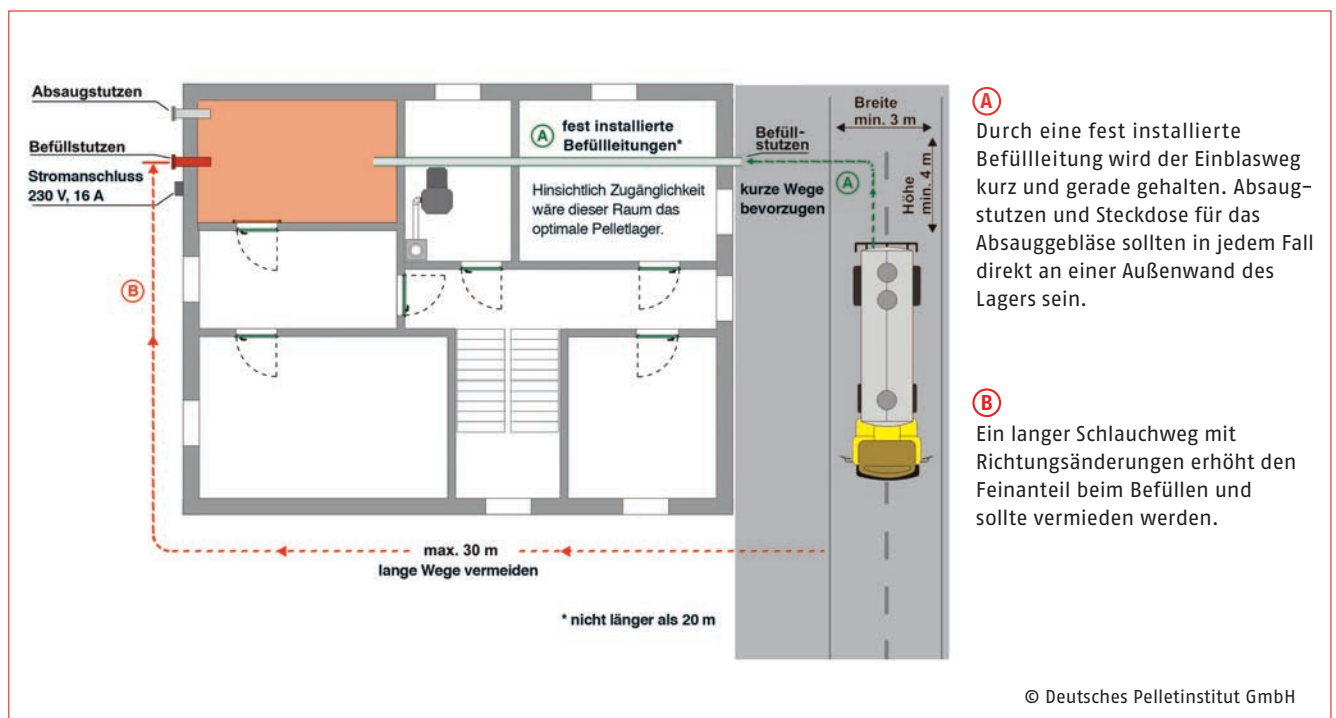 Absaugstutzen
Befüllstutzen
Stromanschluss
230 V, 16 A
A
fest installierte
Befüllleitungen*
Hinsichtlich Zugänglichkeit
wäre dieser Raum das
optimale Pelletlager.
Befüll-
stutzen
A
kurze Wege
bevorzugen
Breite
min. 3 m
Höhe
min. 4 m
B
max. 30 m
lange Wege vermeiden
* nicht länger als 20 m
A
Durch eine fest installierte
Befüllleitung wird der Einblasweg
kurz und gerade gehalten. Absaug-
stutzen und Steckdose für das
Absauggebläse sollten in jedem Fall
direkt an einer Außenwand des
Lagers sein.
B
Ein langer Schlauchweg mit
Richtungsänderungen erhöht den
Feinanteil beim Befüllen und
sollte vermieden werden.
© Deutsches Pelletinstitut GmbH